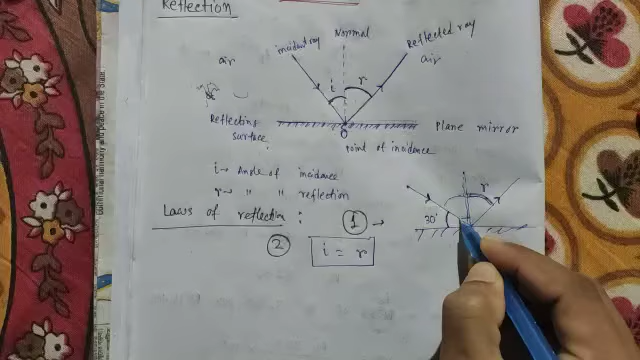 Reflection
incident ray Normal Reflected ray
air i r air
Reflecting surface. O Plane mirror
Point of incidence
i → Angle of incidence
r → " " reflection
Laws of reflection : ① →
② i = r
30° r